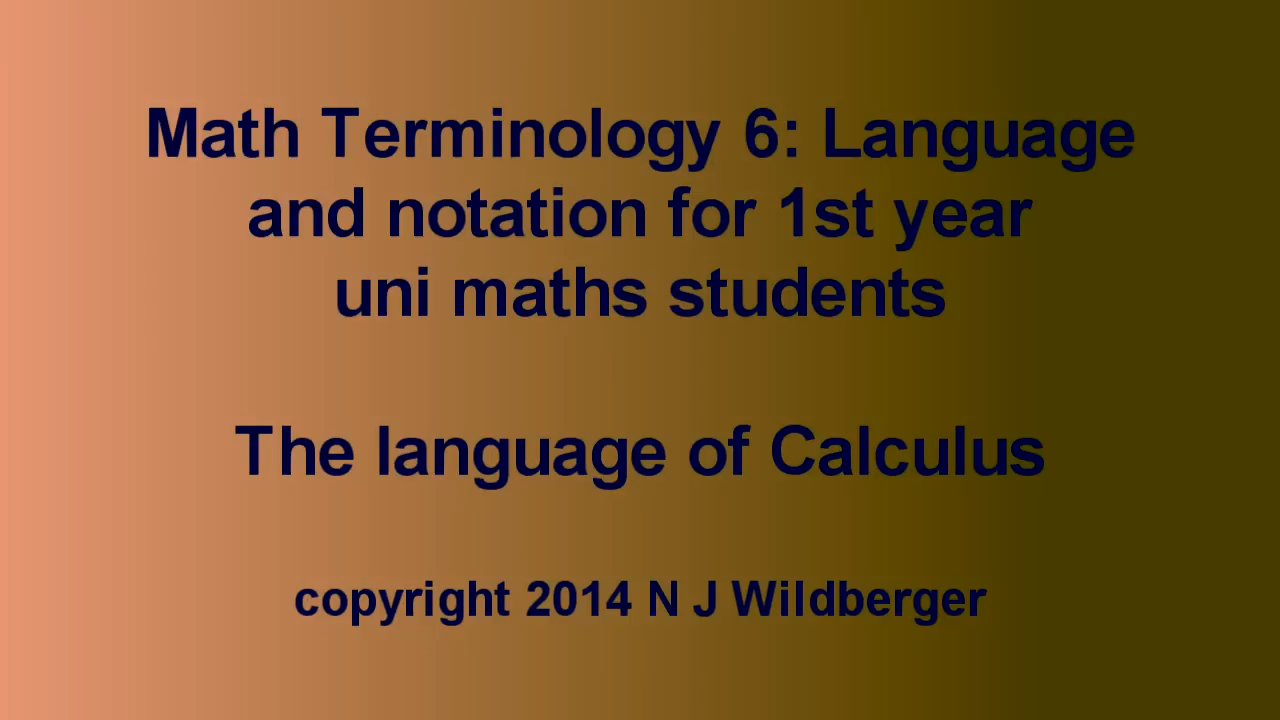 Math Terminology 6: Language
and notation for 1st year
uni maths students
The language of Calculus
copyright 2014 N J Wildberger